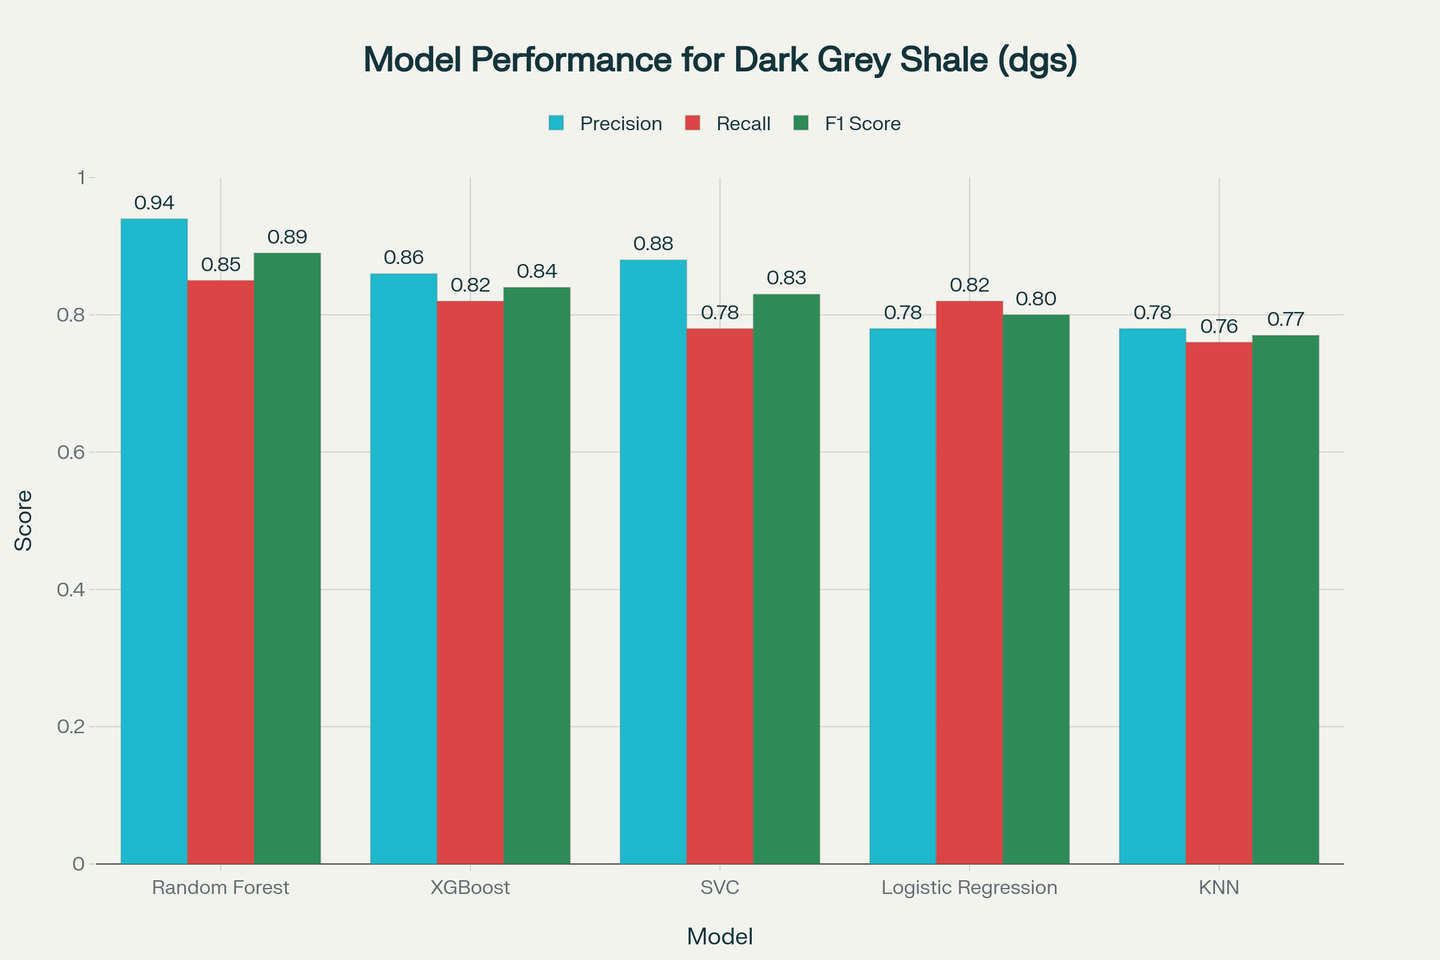 Model Performance for Dark Grey Shale (dgs)
Precision Recall F1 Score
1
0.94 0.85 0.89 0.86 0.82 0.84 0.88 0.78 0.83 0.78 0.82 0.80 0.78 0.76 0.77
0.8
0.6
0.4
0.2
0
Score
Random Forest XGBoost SVC Logistic Regression KNN
Model